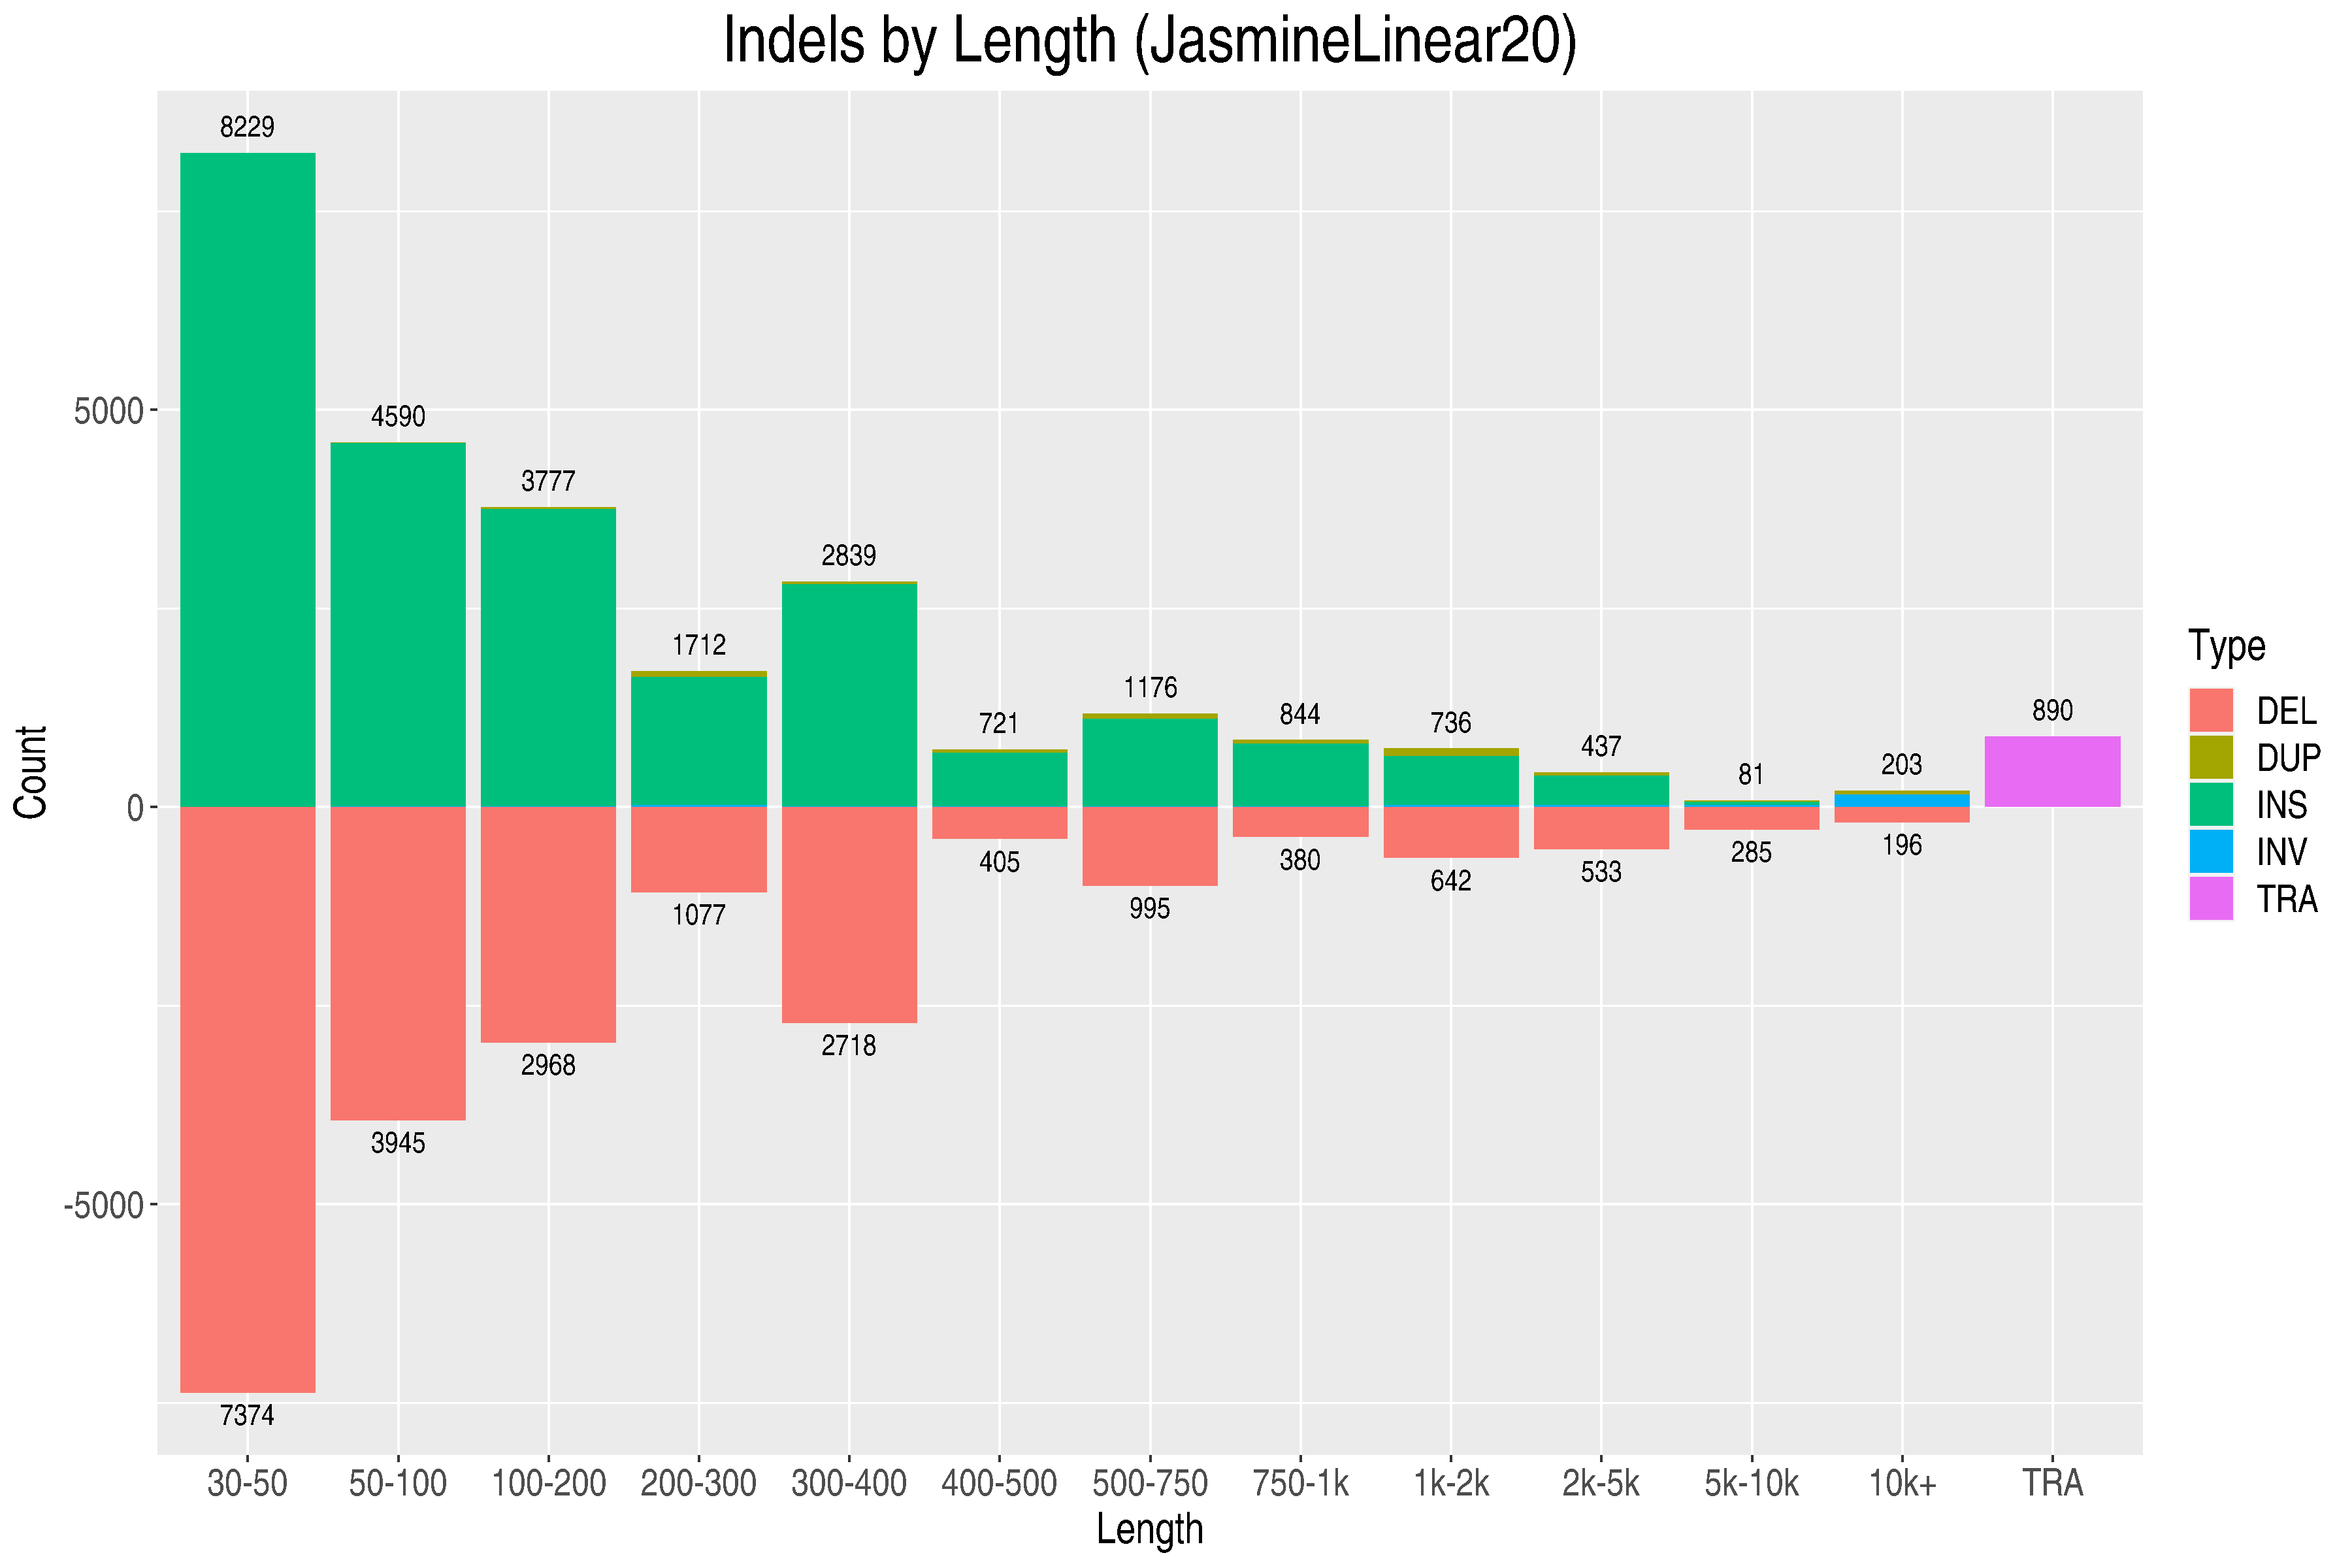 Indels by Length (JasmineLinear20)
8229
4590
3777
1712
2839
721
1176
844
736
437
81
203
890
7374
3945
2968
1077
2718
405
995
380
642
533
285
196
5000
0
-5000
Count
30-50 50-100 100-200 200-300 300-400 400-500 500-750 750-1k 1k-2k 2k-5k 5k-10k 10k+ TRA
Length
Type
DEL
DUP
INS
INV
TRA